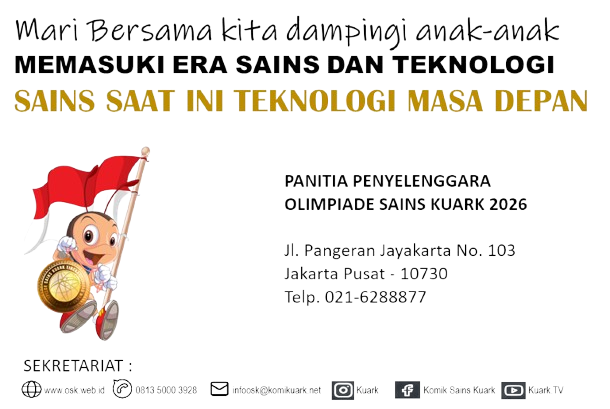 Mari Bersama kita dampingi anak-anak
MEMASUKI ERA SAINS DAN TEKNOLOGI
SAINS SAAT INI TEKNOLOGI MASA DEPAN
PANITIA PENYELENGGARA
OLIMPIADE SAINS KUARK 2026
Jl. Pangeran Jayakarta No. 103
Jakarta Pusat - 10730
Telp. 021-6288877
SEKRETARIAT :
www.osk.web.id 0813 5000 3928 infoosk@komikuark.net Kuark Komik Sains Kuark Kuark TV